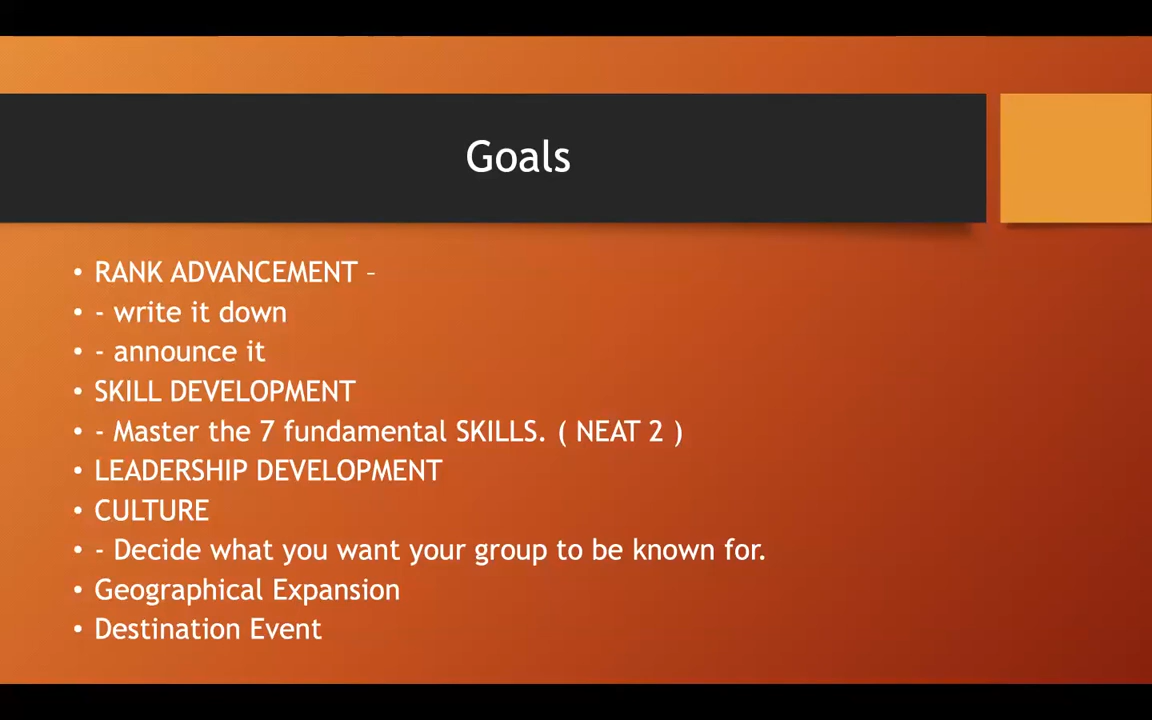 Goals
• RANK ADVANCEMENT –
• - write it down
• - announce it
• SKILL DEVELOPMENT
• - Master the 7 fundamental SKILLS. ( NEAT 2 )
• LEADERSHIP DEVELOPMENT
• CULTURE
• - Decide what you want your group to be known for.
• Geographical Expansion
• Destination Event